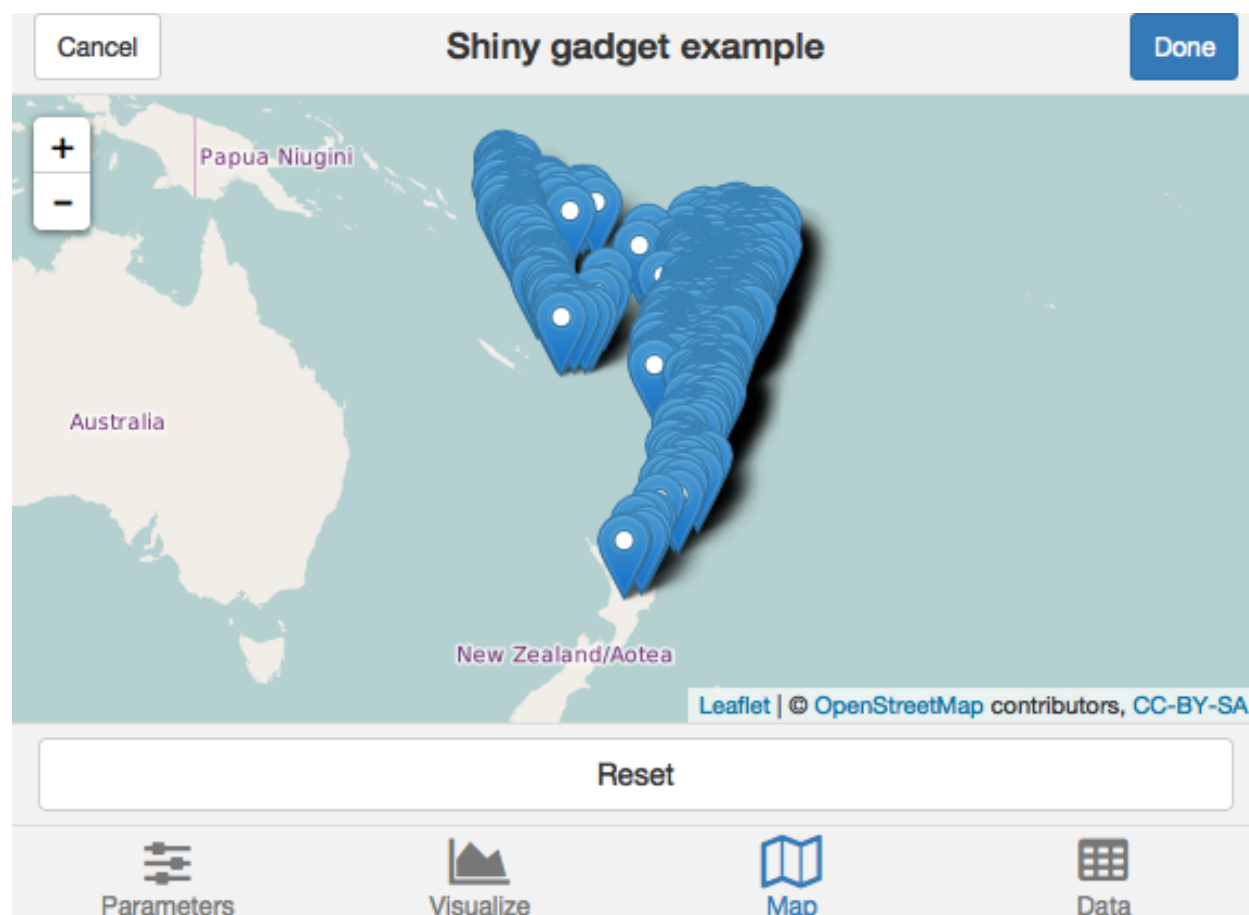 Cancel
Shiny gadget example
Done
+
Papua Niugini
−
Australia
New Zealand/Aotea
Leaflet | © OpenStreetMap contributors, CC-BY-SA
Reset
Parameters
Visualize
Map
Data